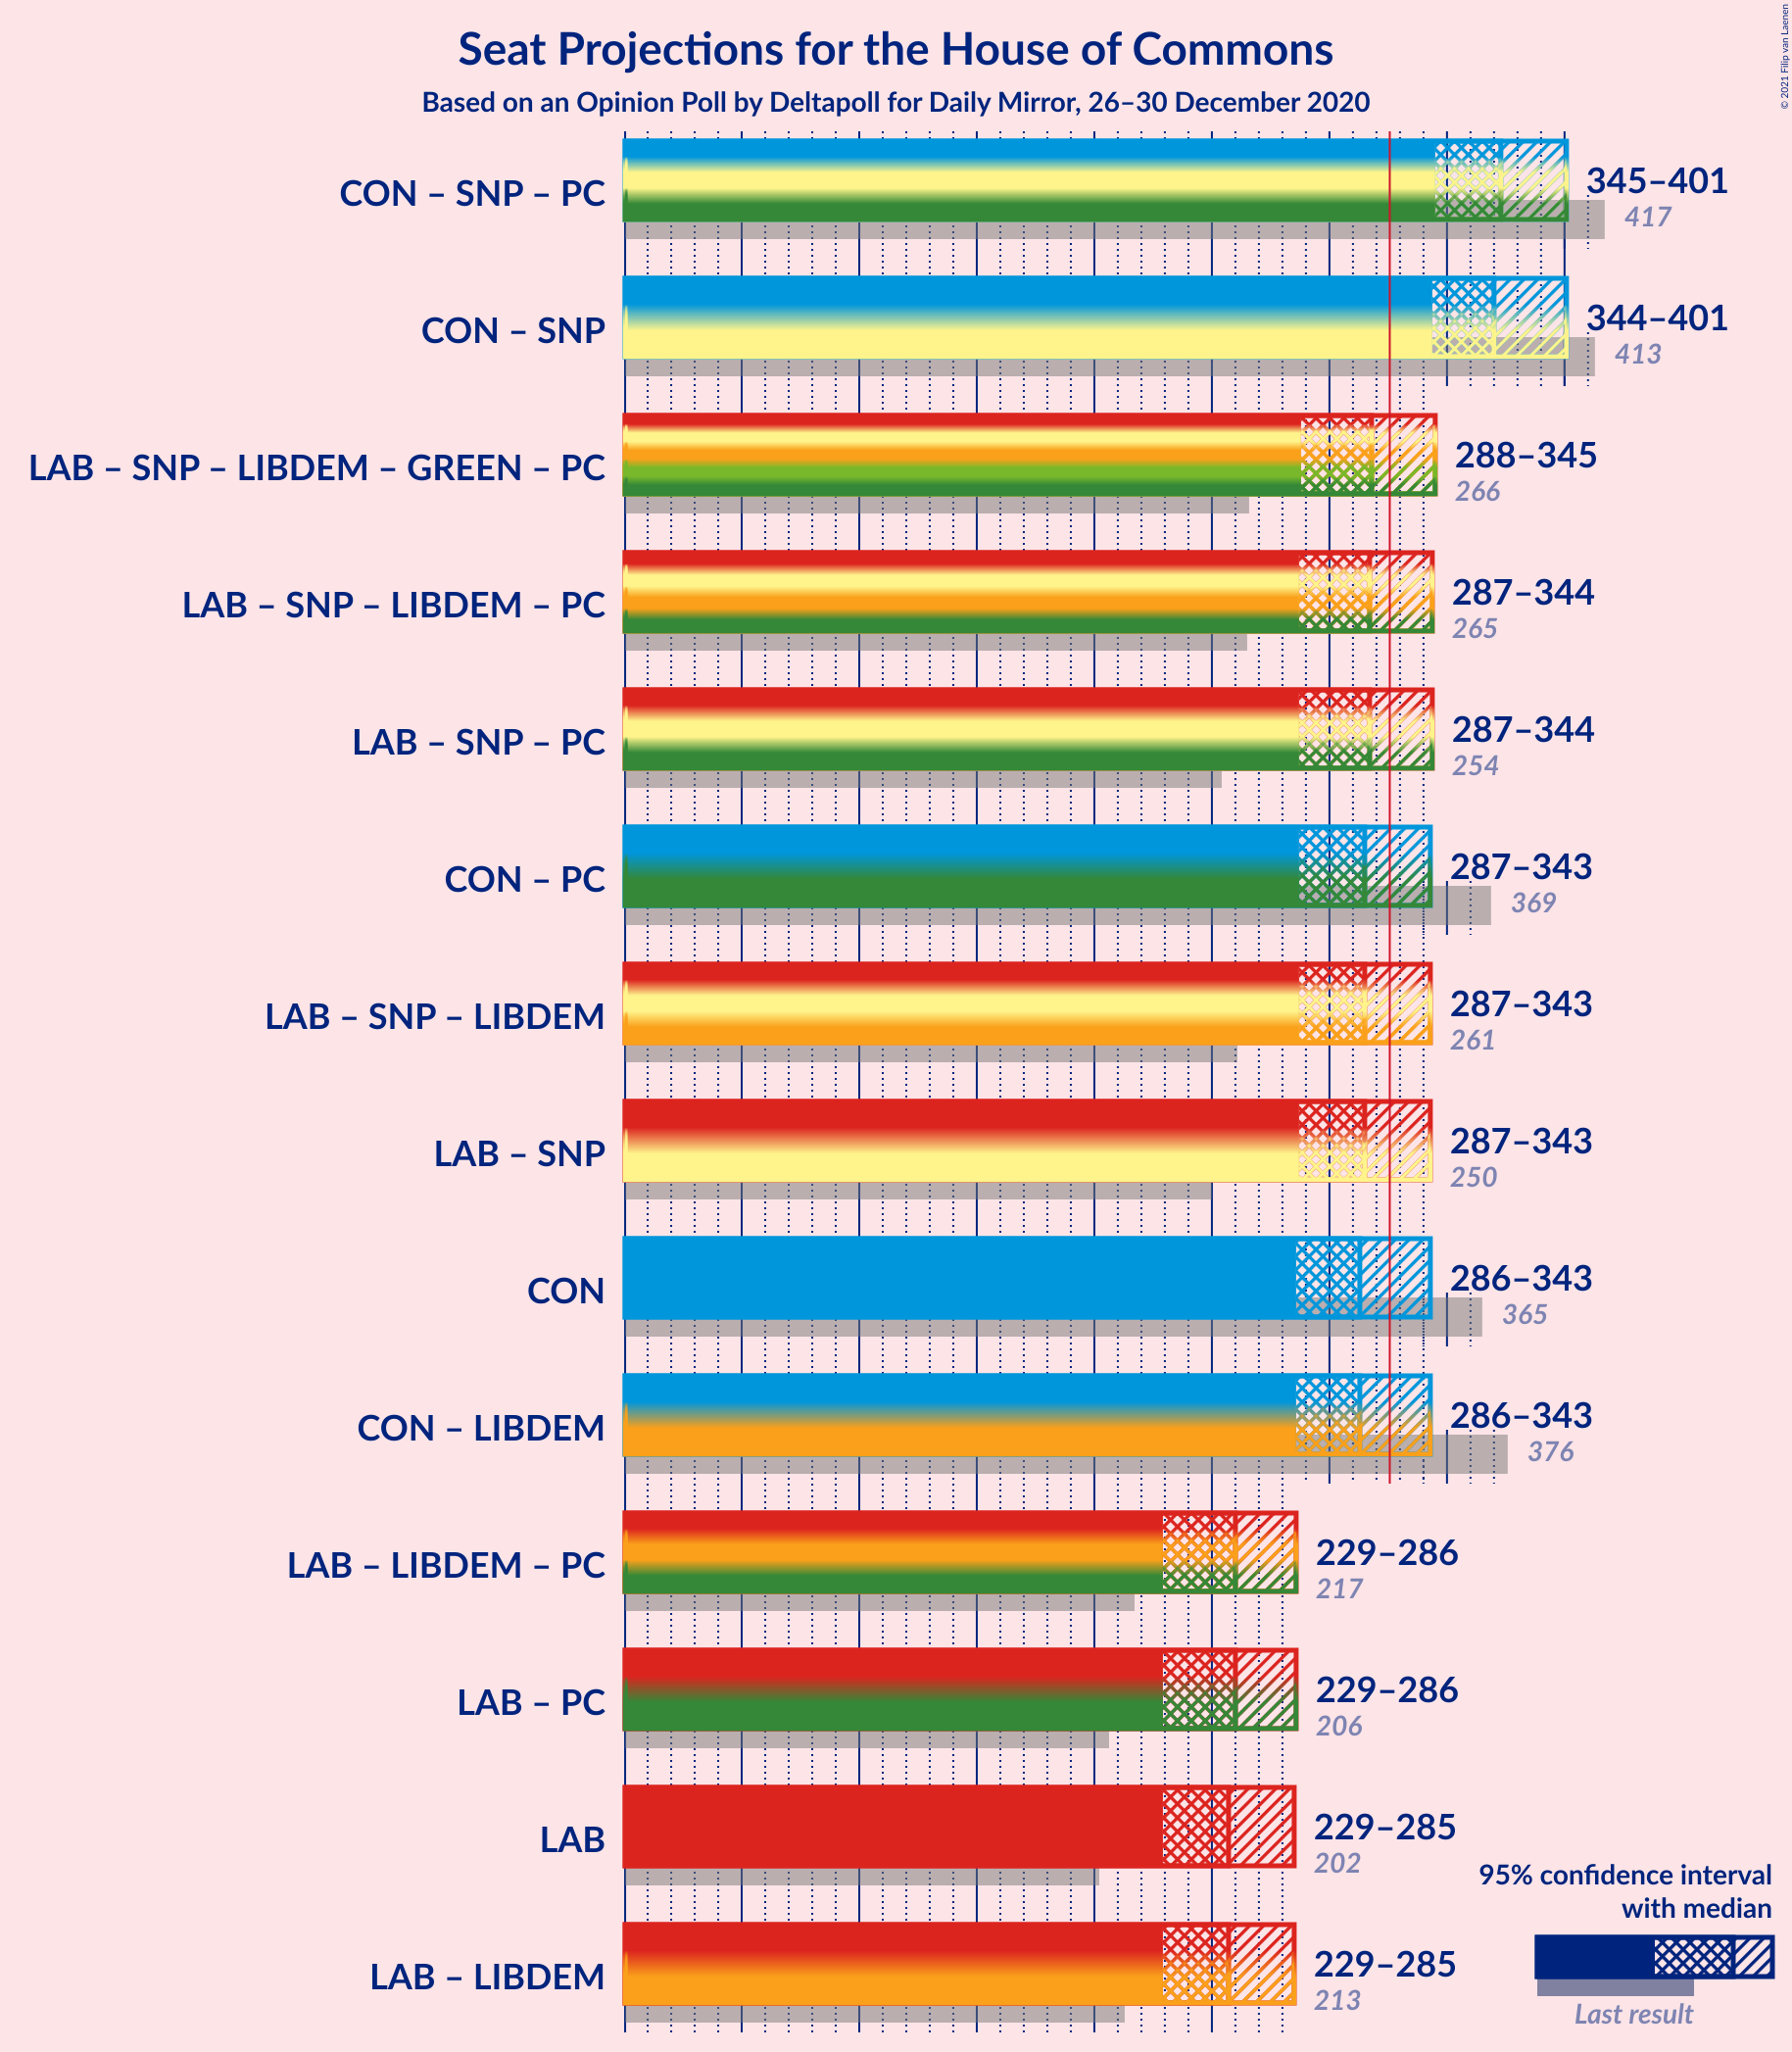 Seat Projections for the House of Commons
Based on an Opinion Poll by Deltapoll for Daily Mirror, 26–30 December 2020
© 2021 Filip van Laenen
CON – SNP – PC
345–401
417
CON – SNP
344–401
413
LAB – SNP – LIBDEM – GREEN – PC
288–345
266
LAB – SNP – LIBDEM – PC
287–344
265
LAB – SNP – PC
287–344
254
CON – PC
287–343
369
LAB – SNP – LIBDEM
287–343
261
LAB – SNP
287–343
250
CON
286–343
365
CON – LIBDEM
286–343
376
LAB – LIBDEM – PC
229–286
217
LAB – PC
229–286
206
LAB
229–285
202
LAB – LIBDEM
229–285
213
95% confidence interval
with median
Last result